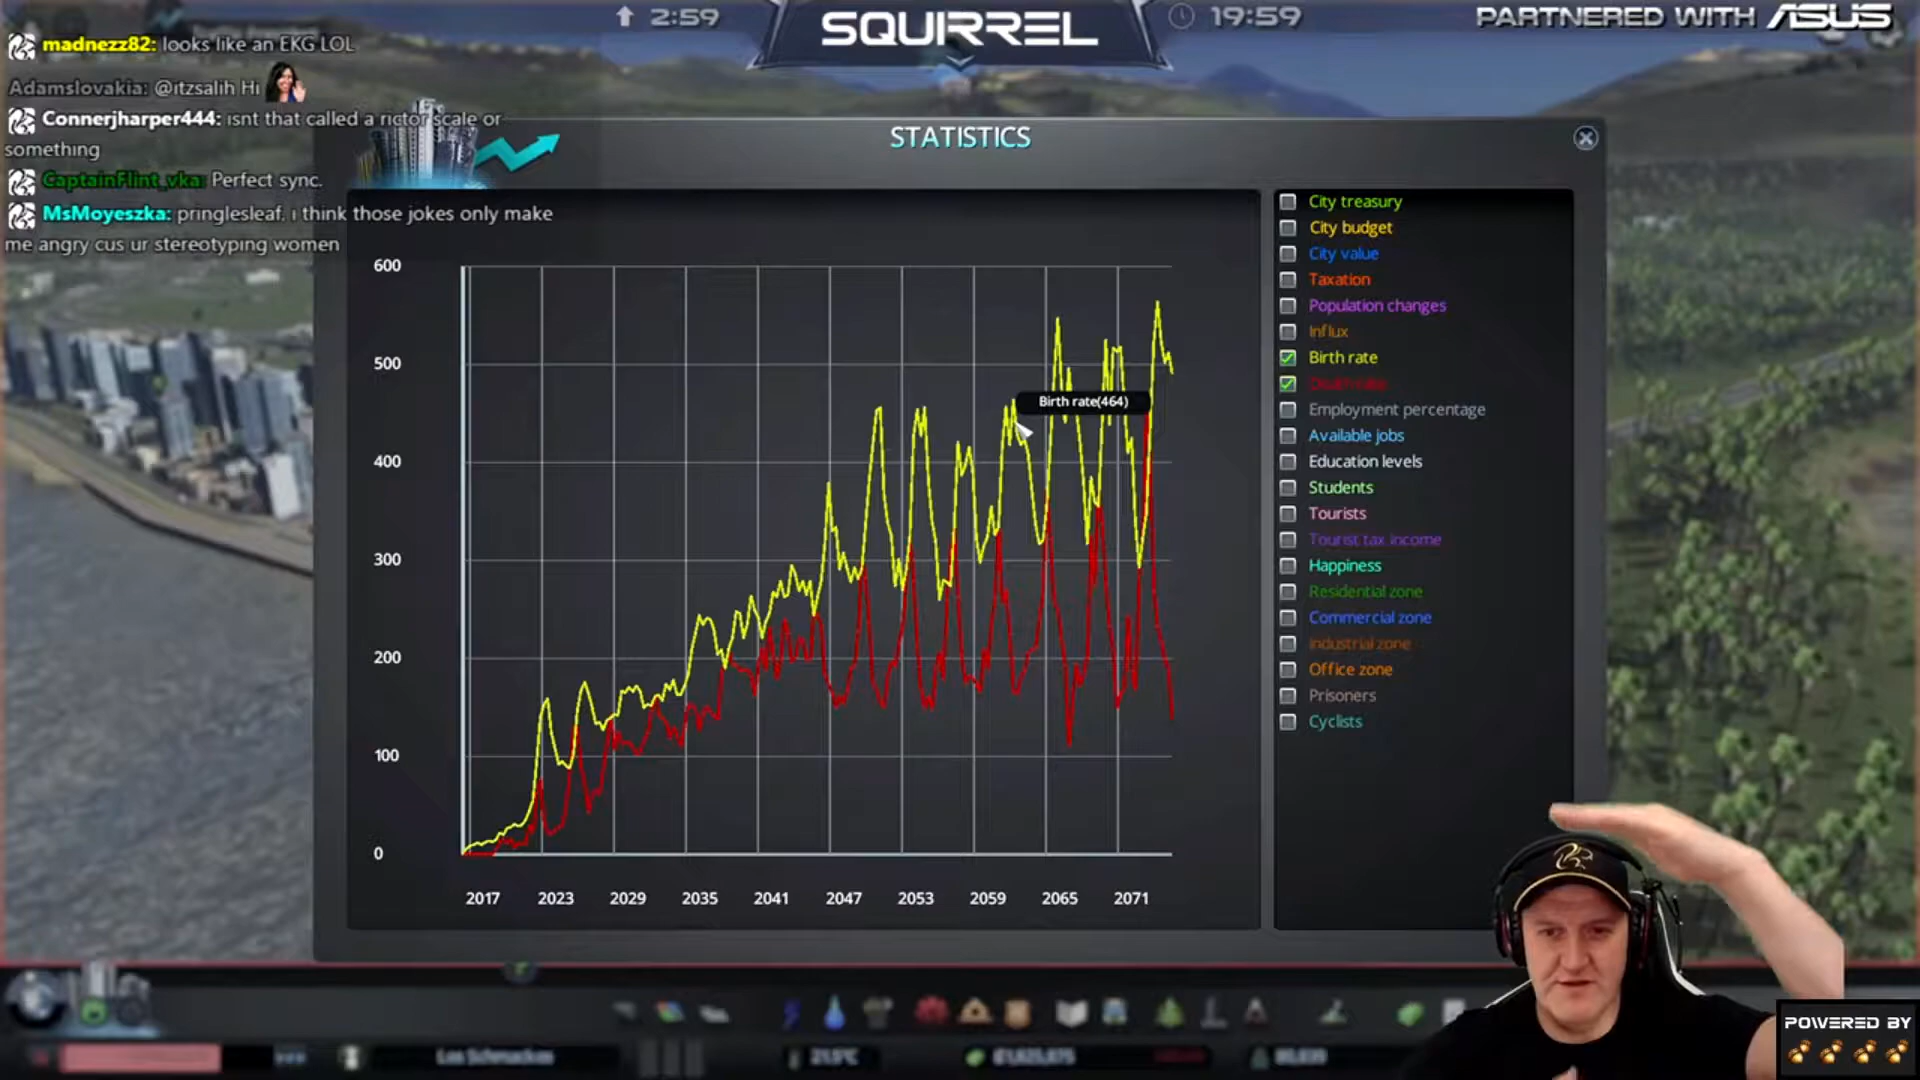 2:59
SQUIRREL
19:59
PARTNERED WITH ASUS
madnezz82: looks like an EKG LOL
Adamslovakia: @itzsalih Hi
Connerjharper444: isnt that called a rictor scale or
something
CaptainFlint_vka: Perfect sync.
MsMoyeszka: pringlesleaf, i think those jokes only make
me angry cus ur stereotyping women
STATISTICS
600
500
400
300
200
100
0
2017 2023 2029 2035 2041 2047 2053 2059 2065 2071
Birth rate(464)
City treasury
City budget
City value
Taxation
Population changes
Influx
Birth rate
Death rate
Employment percentage
Available jobs
Education levels
Students
Tourists
Tourist tax income
Happiness
Residential zone
Commercial zone
Industrial zone
Office zone
Prisoners
Cyclists
Los Schmackos
POWERED BY